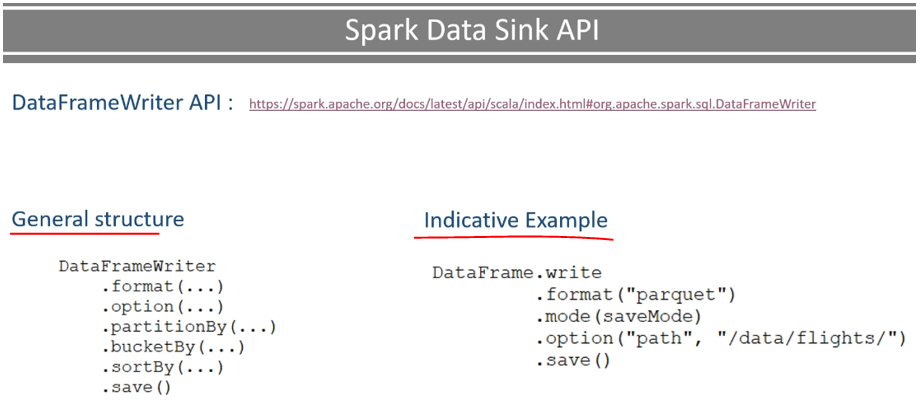 Spark Data Sink API
DataFrameWriter API : https://spark.apache.org/docs/latest/api/scala/index.html#org.apache.spark.sql.DataFrameWriter
General structure
DataFrameWriter
.format(...)
.option(...)
.partitionBy(...)
.bucketBy(...)
.sortBy(...)
.save()
Indicative Example
DataFrame.write
.format("parquet")
.mode(saveMode)
.option("path", "/data/flights/")
.save()